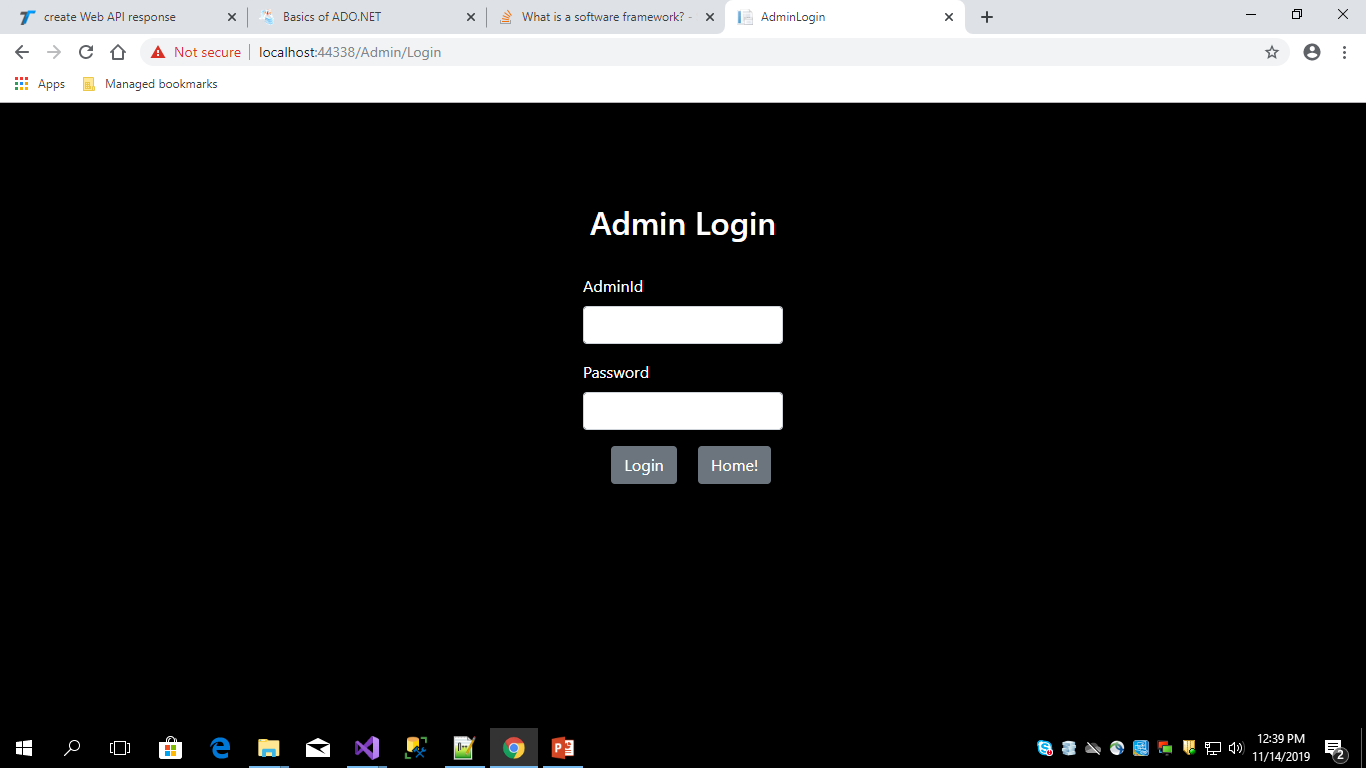 create Web API response
Basics of ADO.NET
What is a software framework? -
AdminLogin
Not secure
localhost:44338/Admin/Login
Apps
Managed bookmarks
Admin Login
AdminId
Password
Login
Home!
12:39 PM
11/14/2019
2